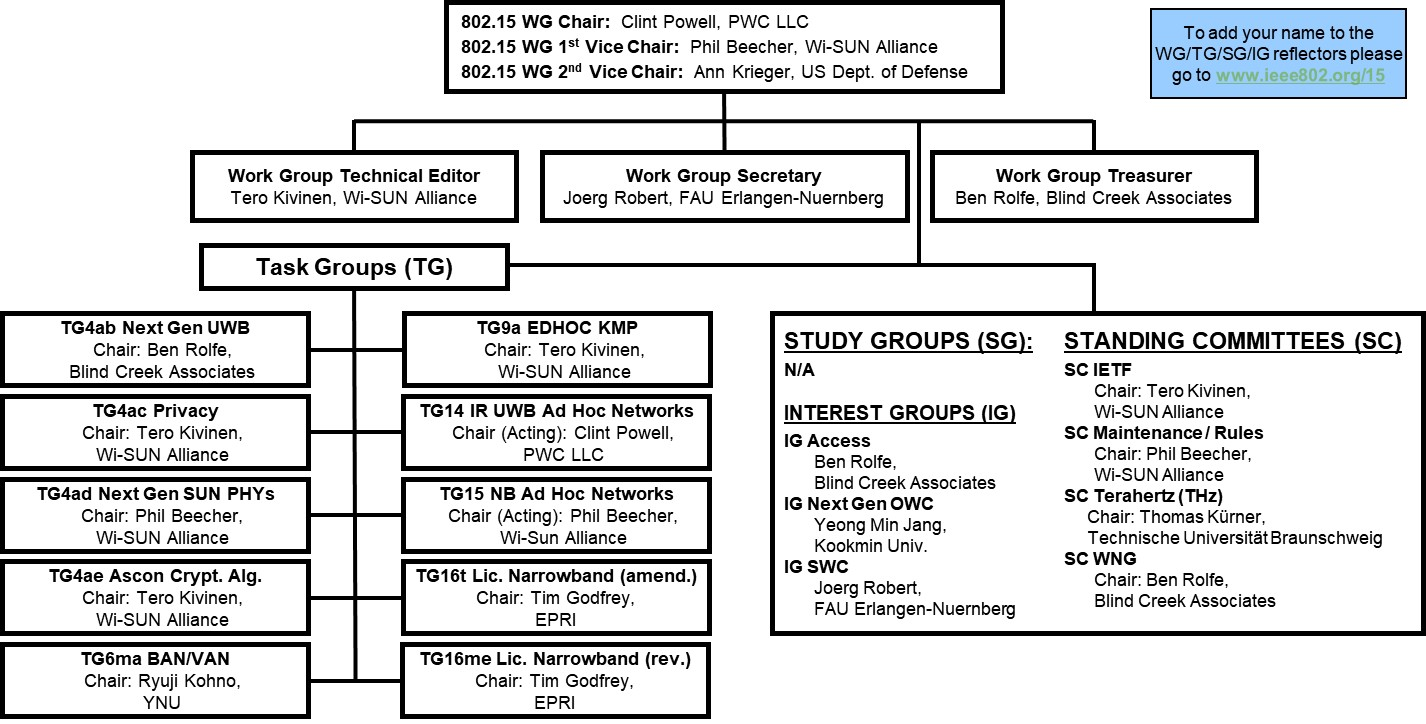 802.15 WG Chair: Clint Powell, PWC LLC
802.15 WG 1st Vice Chair: Phil Beecher, Wi-SUN Alliance
802.15 WG 2nd Vice Chair: Ann Krieger, US Dept. of Defense
To add your name to the
WG/TG/SG/IG reflectors please
go to www.ieee802.org/15
Work Group Technical Editor
Tero Kivinen, Wi-SUN Alliance
Work Group Secretary
Joerg Robert, FAU Erlangen-Nuernberg
Work Group Treasurer
Ben Rolfe, Blind Creek Associates
Task Groups (TG)
TG4ab Next Gen UWB
Chair: Ben Rolfe,
Blind Creek Associates
TG4ac Privacy
Chair: Tero Kivinen,
Wi-SUN Alliance
TG4ad Next Gen SUN PHYs
Chair: Phil Beecher,
Wi-SUN Alliance
TG4ae Ascon Crypt. Alg.
Chair: Tero Kivinen,
Wi-SUN Alliance
TG6ma BAN/VAN
Chair: Ryuji Kohno,
YNU
TG9a EDHOC KMP
Chair: Tero Kivinen,
Wi-SUN Alliance
TG14 IR UWB Ad Hoc Networks
Chair (Acting): Clint Powell,
PWC LLC
TG15 NB Ad Hoc Networks
Chair (Acting): Phil Beecher,
Wi-Sun Alliance
TG16t Lic. Narrowband (amend.)
Chair: Tim Godfrey,
EPRI
TG16me Lic. Narrowband (rev.)
Chair: Tim Godfrey,
EPRI
STUDY GROUPS (SG):
N/A
INTEREST GROUPS (IG)
IG Access
Ben Rolfe,
Blind Creek Associates
IG Next Gen OWC
Yeong Min Jang,
Kookmin Univ.
IG SWC
Joerg Robert,
FAU Erlangen-Nuernberg
STANDING COMMITTEES (SC)
SC IETF
Chair: Tero Kivinen,
Wi-SUN Alliance
SC Maintenance / Rules
Chair: Phil Beecher,
Wi-SUN Alliance
SC Terahertz (THz)
Chair: Thomas Kürner,
Technische Universität Braunschweig
SC WNG
Chair: Ben Rolfe,
Blind Creek Associates